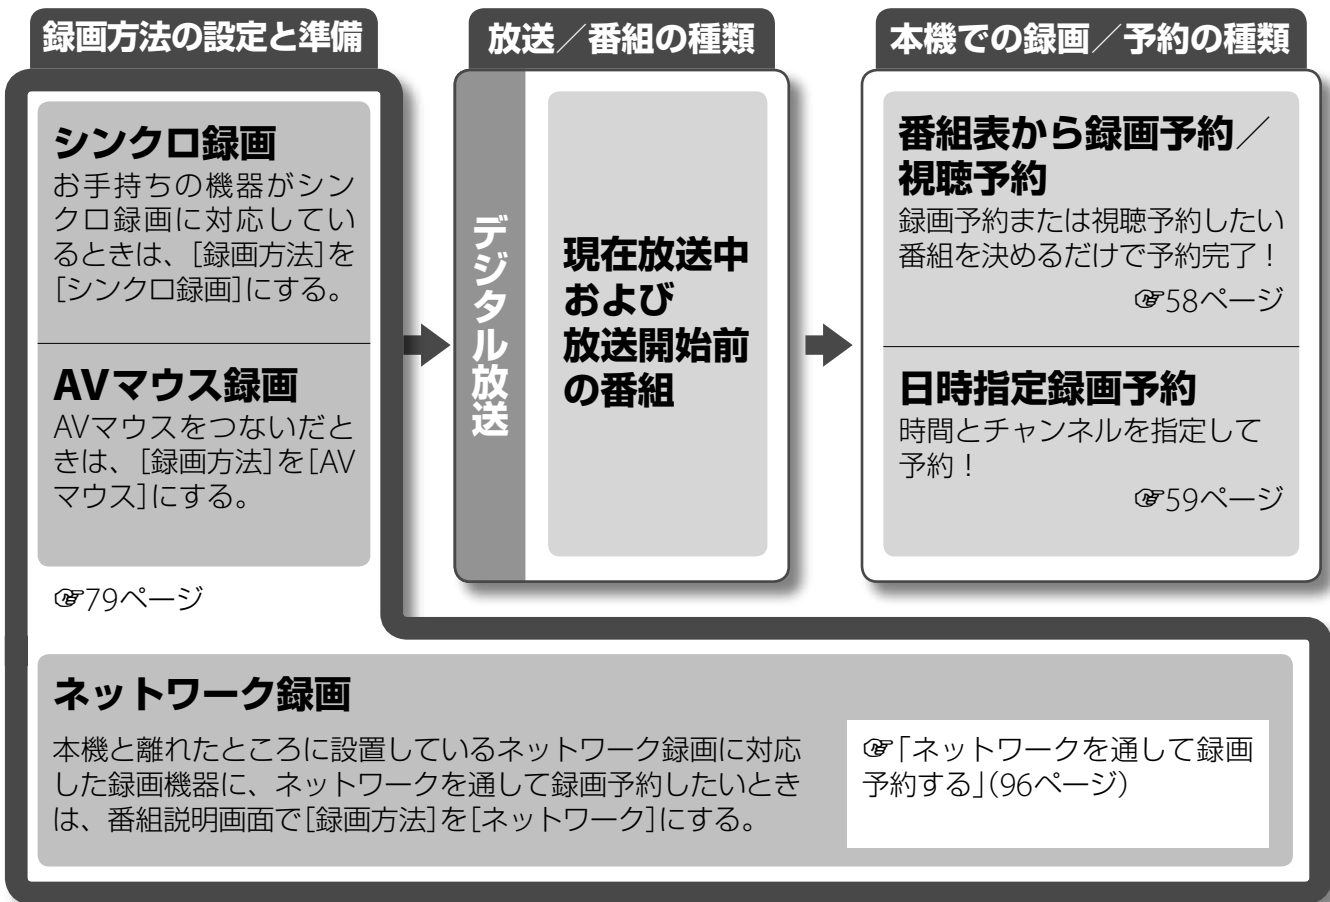 録画方法の設定と準備
シンクロ録画
お手持ちの機器がシン
クロ録画に対応してい
るときは、[録画方法]を
[シンクロ録画]にする。
AVマウス録画
AVマウスをつないだと
きは、[録画方法]を[AV
マウス]にする。
☞79ページ
放送／番組の種類
デジタル放送
現在放送中
および
放送開始前
の番組
本機での録画／予約の種類
番組表から録画予約／
視聴予約
録画予約または視聴予約したい
番組を決めるだけで予約完了！
☞58ページ
日時指定録画予約
時間とチャンネルを指定して
予約！
☞59ページ
ネットワーク録画
本機と離れたところに設置しているネットワーク録画に対応
した録画機器に、ネットワークを通して録画予約したいとき
は、番組説明画面で[録画方法]を[ネットワーク]にする。
☞「ネットワークを通して録画
予約する」(96ページ)